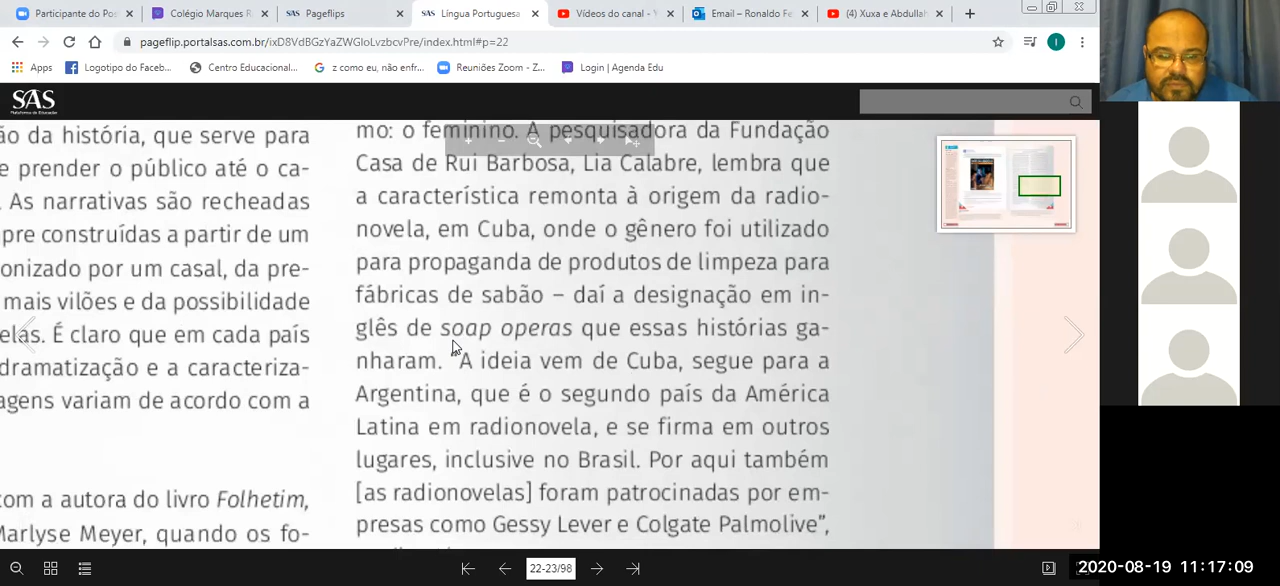 Participante do Pos
Colégio Marques R
Pageflips
Língua Portuguesa
Vídeos do canal - Y
Email – Ronaldo Fe
(4) Xuxa e Abdullah
pageflip.portalsas.com.br/ixD8VdBGzYaZWGIoLvzbcvPre/index.html#p=22
I
Apps
Logotipo do Faceb...
Centro Educacional...
z como eu, não enfr...
Reuniões Zoom - Z...
Login | Agenda Edu
SAS
Plataforma de Educação
ão da história, que serve para
e prender o público até o ca-
. As narrativas são recheadas
pre construídas a partir de um
onizado por um casal, da pre-
mais vilões e da possibilidade
elas. É claro que em cada país
dramatização e a caracteriza-
agens variam de acordo com a
com a autora do livro Folhetim,
Marlyse Meyer, quando os fo-
mo: o feminino. A pesquisadora da Fundação
Casa de Rui Barbosa, Lia Calabre, lembra que
a característica remonta à origem da radio-
novela, em Cuba, onde o gênero foi utilizado
para propaganda de produtos de limpeza para
fábricas de sabão – daí a designação em in-
glês de soap operas que essas histórias ga-
nharam. "A ideia vem de Cuba, segue para a
Argentina, que é o segundo país da América
Latina em radionovela, e se firma em outros
lugares, inclusive no Brasil. Por aqui também
[as radionovelas] foram patrocinadas por em-
presas como Gessy Lever e Colgate Palmolive",
22-23/98
2020-08-19 11:17:09